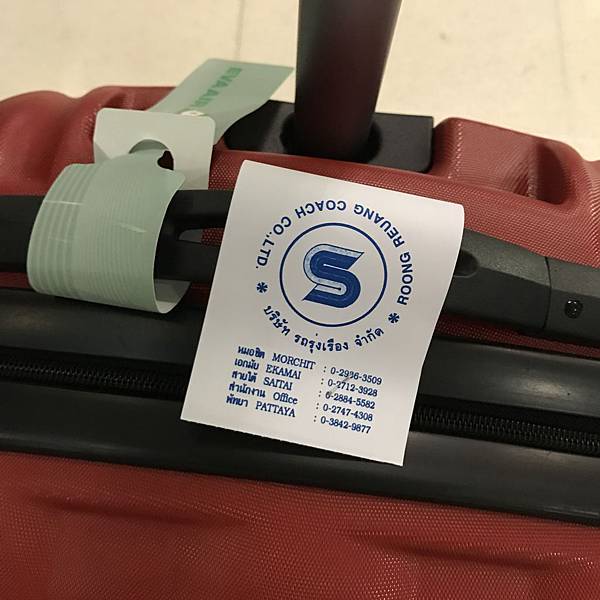 EVA AIR
ROONG REUANG COACH CO.,LTD.
S
* บริษัท รถรุ่งเรือง จำกัด *
หมอชิต MORCHIT : 0-2936-3509
เอกมัย EKAMAI : 0-2712-3928
สายใต้ SAITAI : 0-2884-5582
สำนักงาน Office : 0-2747-4308
พัทยา PATTAYA : 0-3842-9877